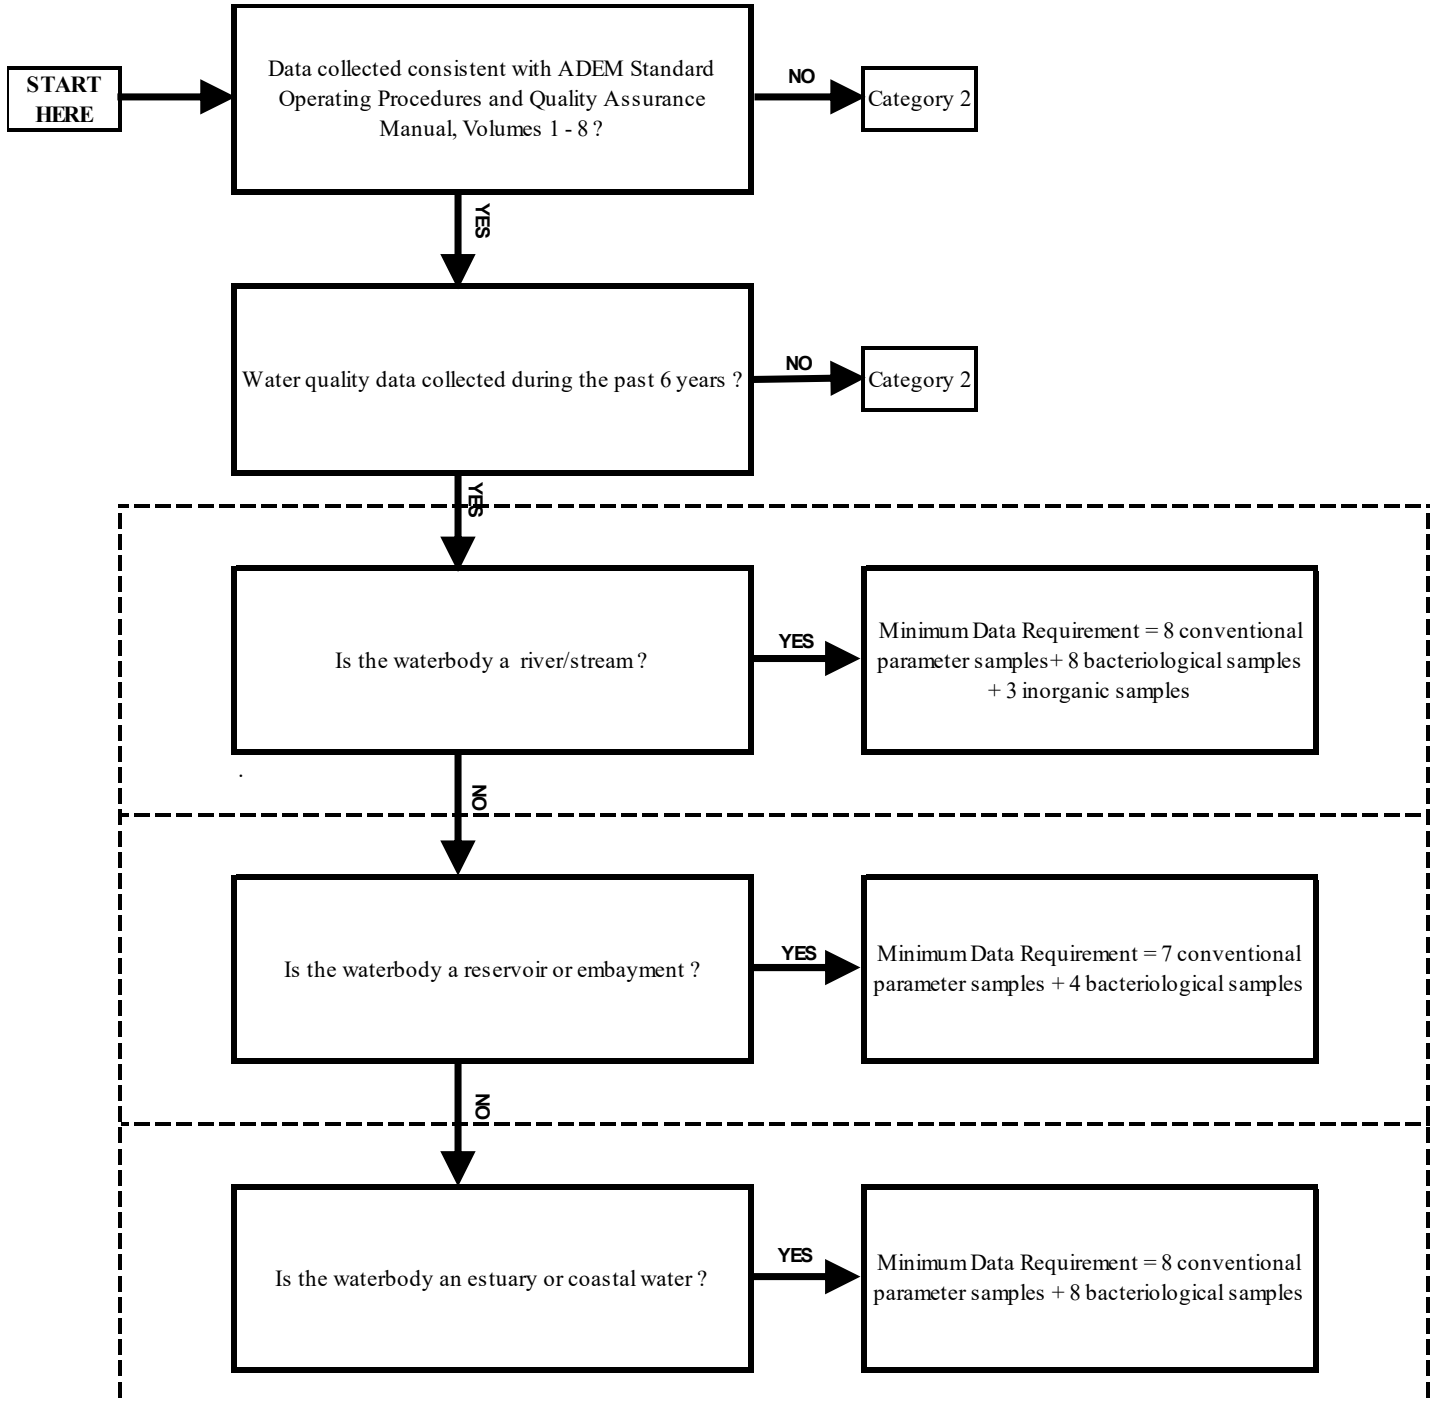 START
HERE
Data collected consistent with ADEM Standard
Operating Procedures and Quality Assurance
Manual, Volumes 1 - 8 ?
NO
Category 2
YES
Water quality data collected during the past 6 years ?
NO
Category 2
YES
Is the waterbody a river/stream ?
YES
Minimum Data Requirement = 8 conventional
parameter samples+ 8 bacteriological samples
+ 3 inorganic samples
.
NO
Is the waterbody a reservoir or embayment ?
YES
Minimum Data Requirement = 7 conventional
parameter samples + 4 bacteriological samples
NO
Is the waterbody an estuary or coastal water ?
YES
Minimum Data Requirement = 8 conventional
parameter samples + 8 bacteriological samples